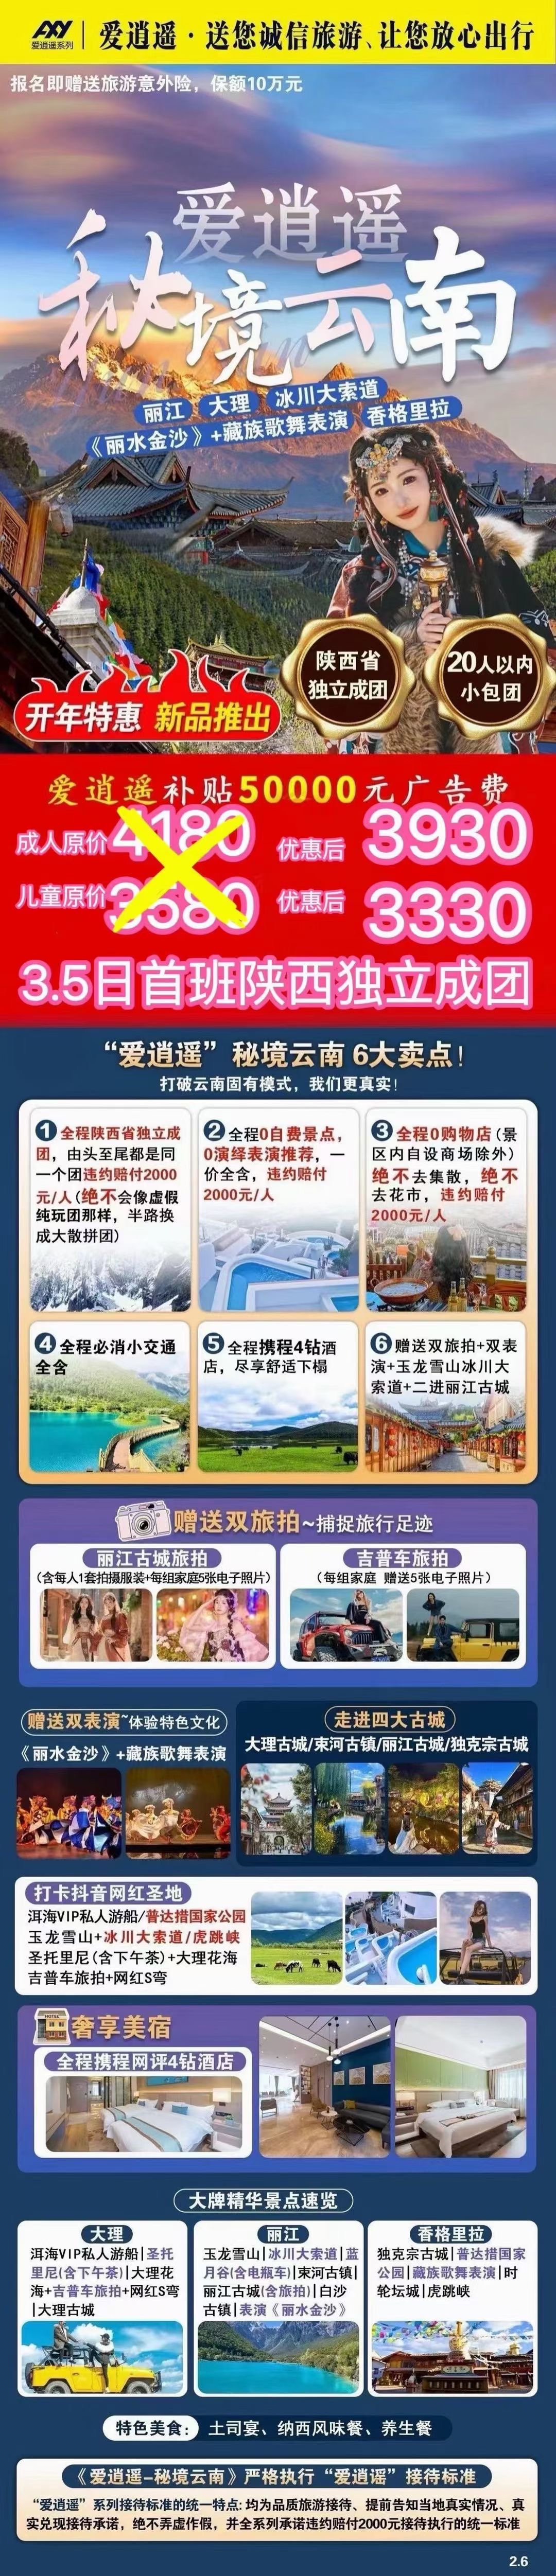 爱逍遥系列
爱逍遥·送您诚信旅游、让您放心出行
报名即赠送旅游意外险，保额10万元
爱逍遥
秋境云南
丽江 大理 冰川大索道
《丽水金沙》+藏族歌舞表演 香格里拉
陕西省
独立成团
20人以内
小包团
开年特惠 新品推出
爱逍遥补贴50000元广告费
成人原价4180 优惠后 3930
儿童原价3580 优惠后 3330
3.5日首班陕西独立成团
“爱逍遥”秘境云南 6大卖点！
打破云南固有模式，我们更真实！
1 全程陕西省独立成
团，由头至尾都是同
一个团违约赔付2000
元/人（绝不会像虚假
纯玩团那样，半路换
成大散拼团）
2 全程0自费景点，
0演绎表演推荐，一
价全含，违约赔付
2000元/人
3 全程0购物店（景
区内自设商场除外）
绝不去集散，绝不
去花市，违约赔付
2000元/人
4 全程必消小交通
全含
5 全程携程4钻酒
店，尽享舒适下榻
6 赠送双旅拍+双表
演+玉龙雪山冰川大
索道+二进丽江古城
赠送双旅拍~捕捉旅行足迹
丽江古城旅拍
（含每人1套拍摄服装+每组家庭5张电子照片）
吉普车旅拍
（每组家庭 赠送5张电子照片）
赠送双表演~体验特色文化
《丽水金沙》+藏族歌舞表演
走进四大古城
大理古城/束河古镇/丽江古城/独克宗古城
打卡抖音网红圣地
洱海VIP私人游船/普达措国家公园
玉龙雪山+冰川大索道/虎跳峡
圣托里尼（含下午茶）+大理花海
吉普车旅拍+网红S弯
奢享美宿
全程携程网评4钻酒店
大牌精华景点速览
大理
洱海VIP私人游船|圣托
里尼(含下午茶)|大理花
海+吉普车旅拍+网红S弯
|大理古城
丽江
玉龙雪山|冰川大索道|蓝
月谷(含电瓶车)|束河古镇|
丽江古城(含旅拍)|白沙
古镇|表演《丽水金沙》
香格里拉
独克宗古城|普达措国家
公园|藏族歌舞表演|时
轮坛城|虎跳峡
特色美食： 土司宴、纳西风味餐、养生餐
《爱逍遥-秘境云南》严格执行“爱逍谣”接待标准
“爱逍遥”系列接待标准的统一特点：均为品质旅游接待、提前告知当地真实情况、真
实兑现接待承诺，绝不弄虚作假，并全系列承诺违约赔付2000元接待执行的统一标准
2.6